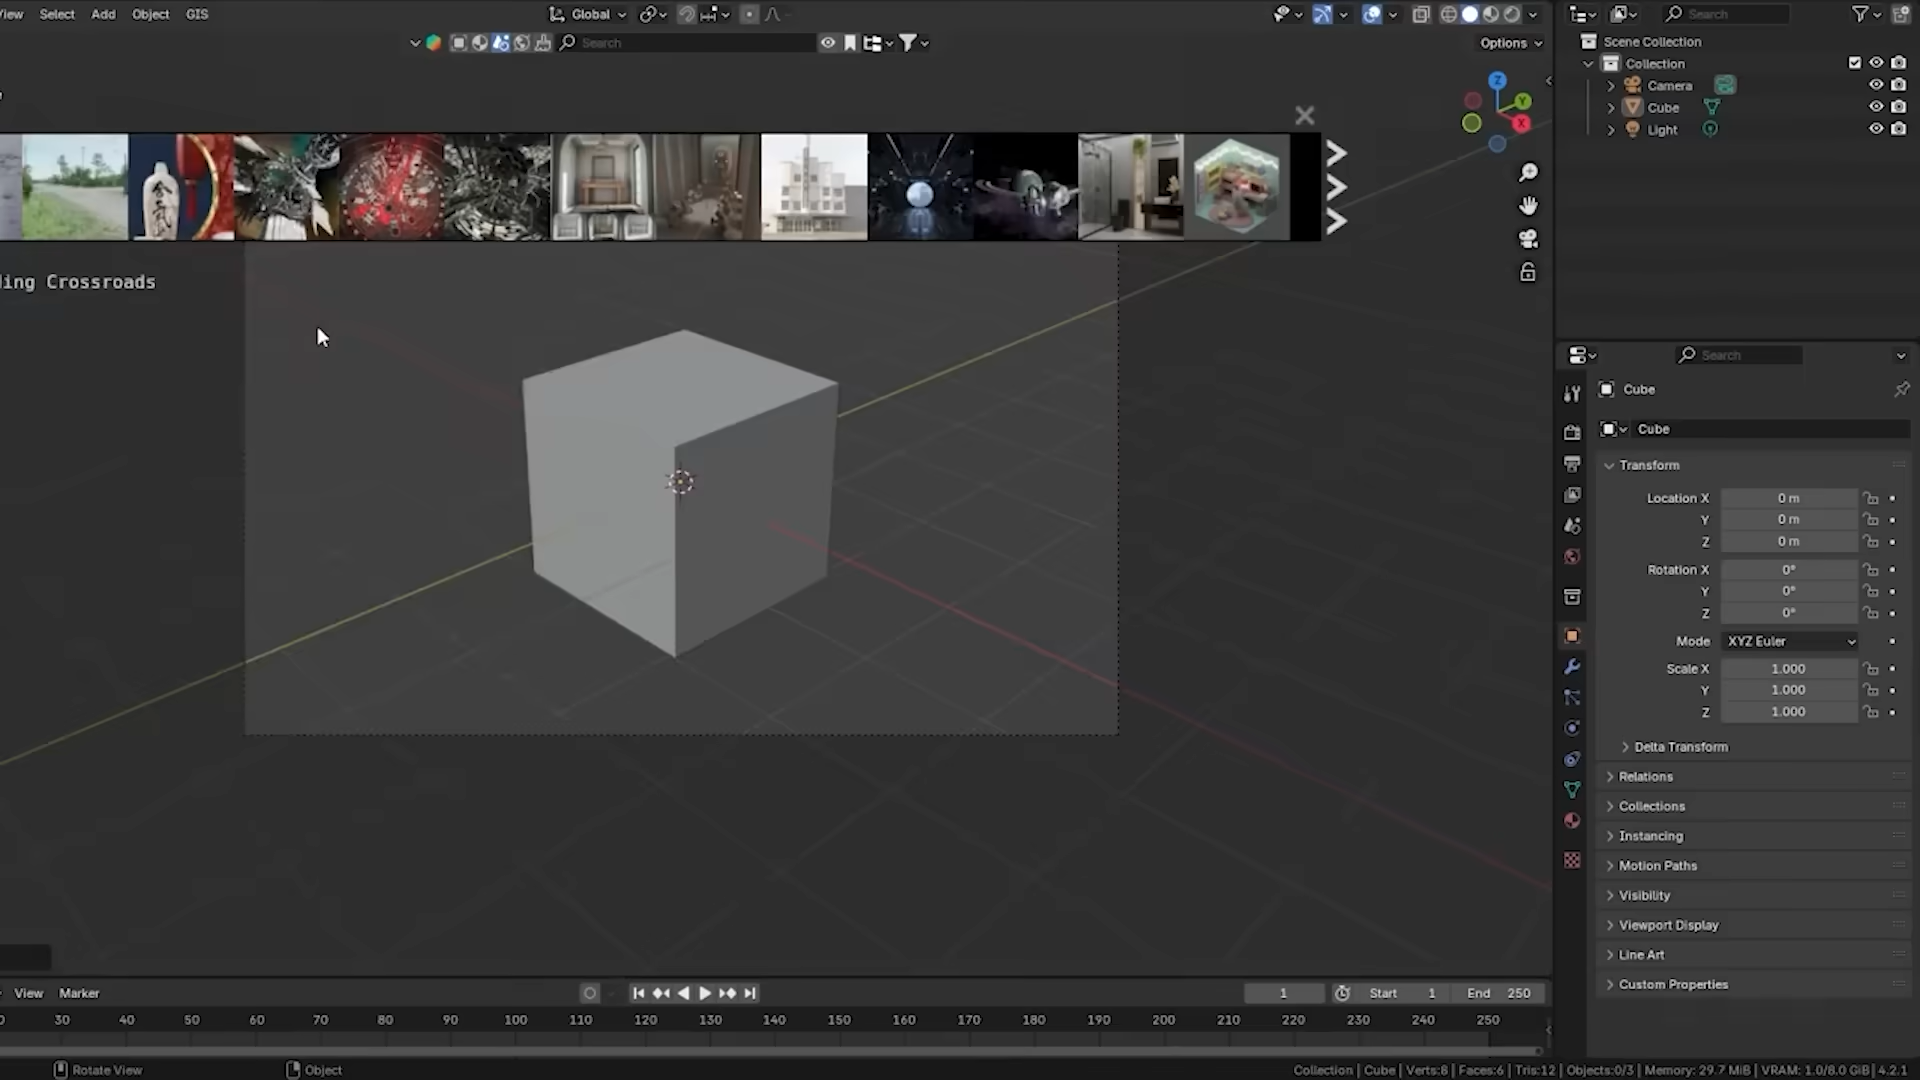 View Select Add Object GIS
Global
Search
Search
Options
Scene Collection
Collection
Camera
Cube
Light
Z
Y
X
ding Crossroads
Search
Cube
Cube
Transform
Location X 0 m
Y 0 m
Z 0 m
Rotation X 0°
Y 0°
Z 0°
Mode XYZ Euler
Scale X 1.000
Y 1.000
Z 1.000
Delta Transform
Relations
Collections
Instancing
Motion Paths
Visibility
Viewport Display
Line Art
Custom Properties
View Marker
1 Start 1 End 250
0 30 40 50 60 70 80 90 100 110 120 130 140 150 160 170 180 190 200 210 220 230 240 250
Rotate View Object
Collection | Cube | Verts:8 | Faces:6 | Tris:12 | Objects:0/3 | Memory: 29.7 MiB | VRAM: 1.0/8.0 GiB | 4.2.1